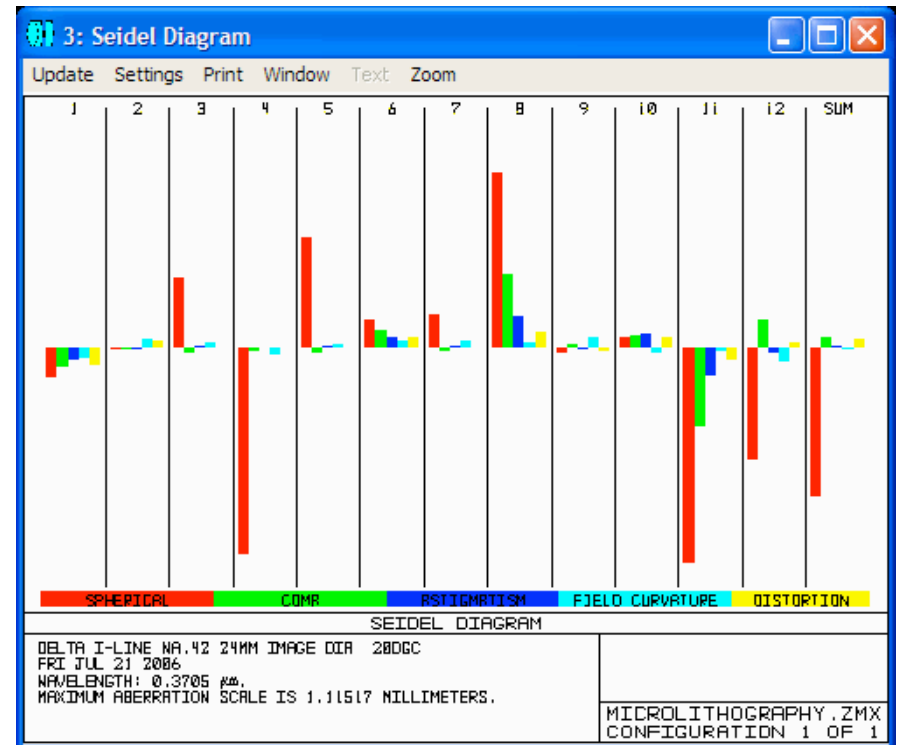 3: Seidel Diagram
Update Settings Print Window Text Zoom
1 2 3 4 5 6 7 8 9 10 11 12 SUM
SPHERICAL COMA ASTIGMATISM FIELD CURVATURE DISTORTION
SEIDEL DIAGRAM
DELTA I-LINE NA.42 24MM IMAGE DIA 20DGC
FRI JUL 21 2006
WAVELENGTH: 0.3705 µm.
MAXIMUM ABERRATION SCALE IS 1.11517 MILLIMETERS.
MICROLITHOGRAPHY.ZMX
CONFIGURATION 1 OF 1